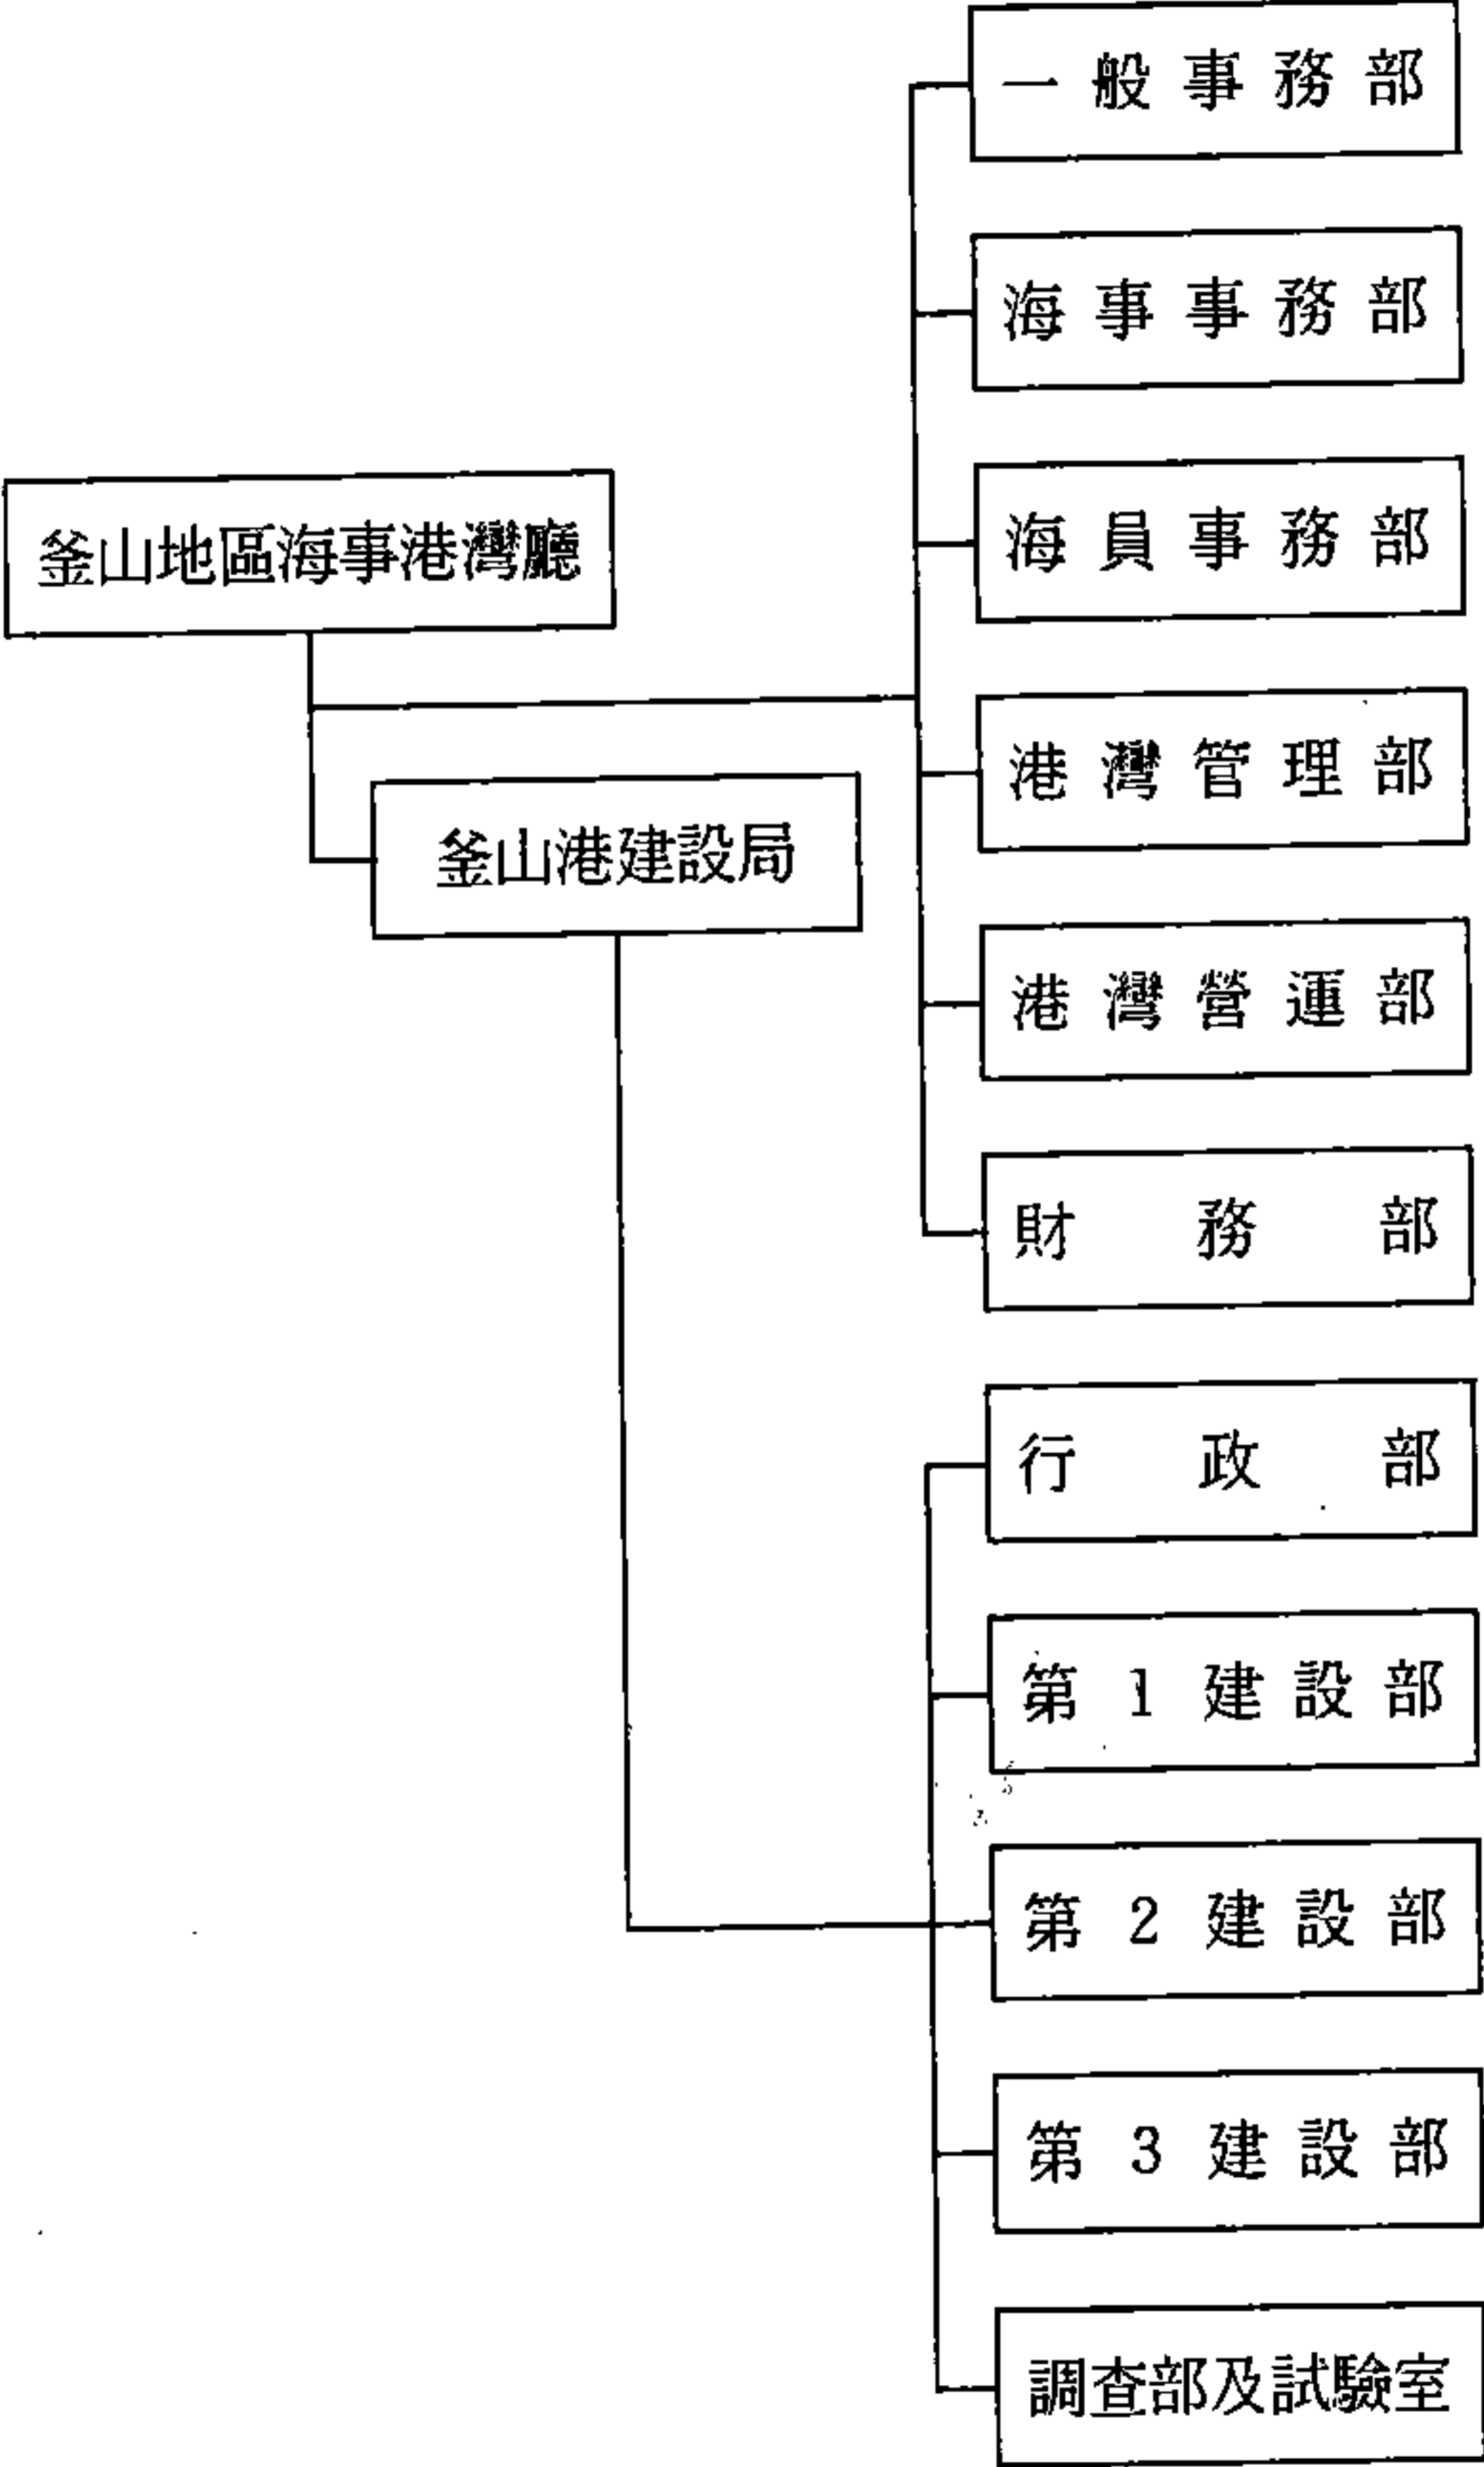 一般事務部
海事事務部
海員事務部
釜山地區海事港灣廳
港灣管理部
釜山港建設局
港灣營運部
財務部
行政部
第1建設部
第2建設部
第3建設部
調查部及試驗室